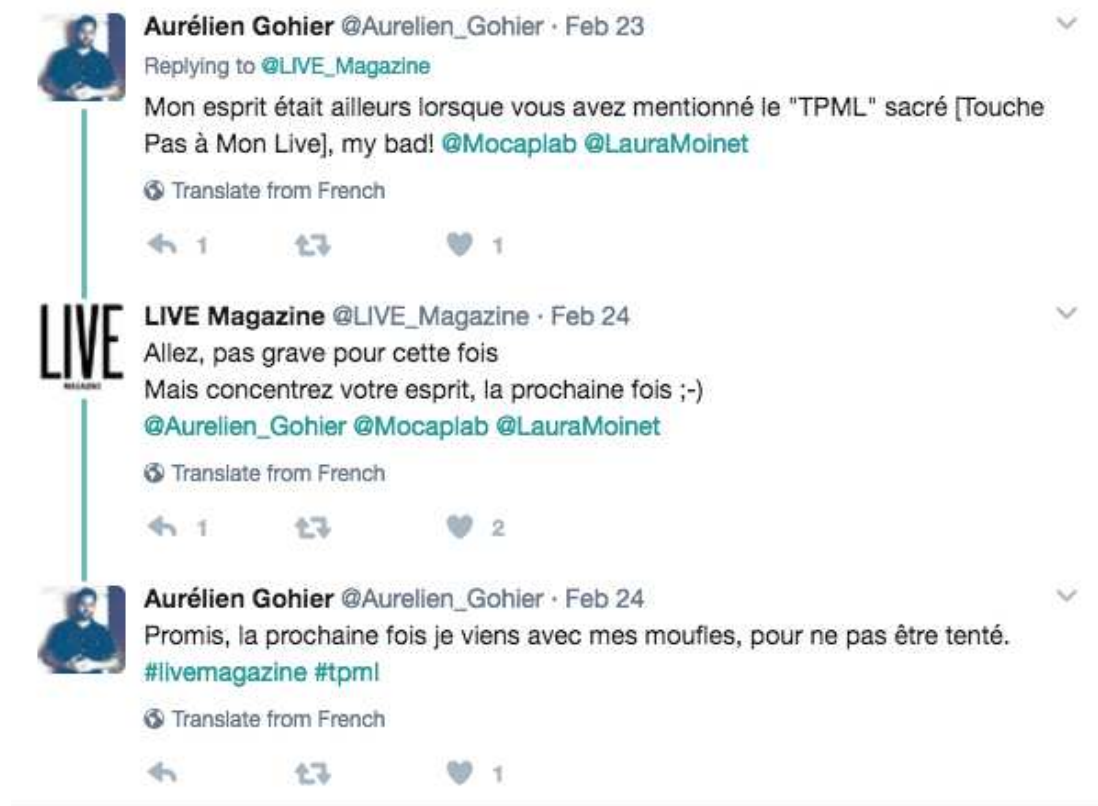 Aurélien Gohier @Aurelien_Gohier · Feb 23
Replying to @LIVE_Magazine
Mon esprit était ailleurs lorsque vous avez mentionné le "TPML" sacré [Touche
Pas à Mon Live], my bad! @Mocaplab @LauraMoinet
Translate from French
1 1
LIVE
MAGAZINE
LIVE Magazine @LIVE_Magazine · Feb 24
Allez, pas grave pour cette fois
Mais concentrez votre esprit, la prochaine fois ;-)
@Aurelien_Gohier @Mocaplab @LauraMoinet
Translate from French
1 2
Aurélien Gohier @Aurelien_Gohier · Feb 24
Promis, la prochaine fois je viens avec mes moufles, pour ne pas être tenté.
#livemagazine #tpml
Translate from French
1